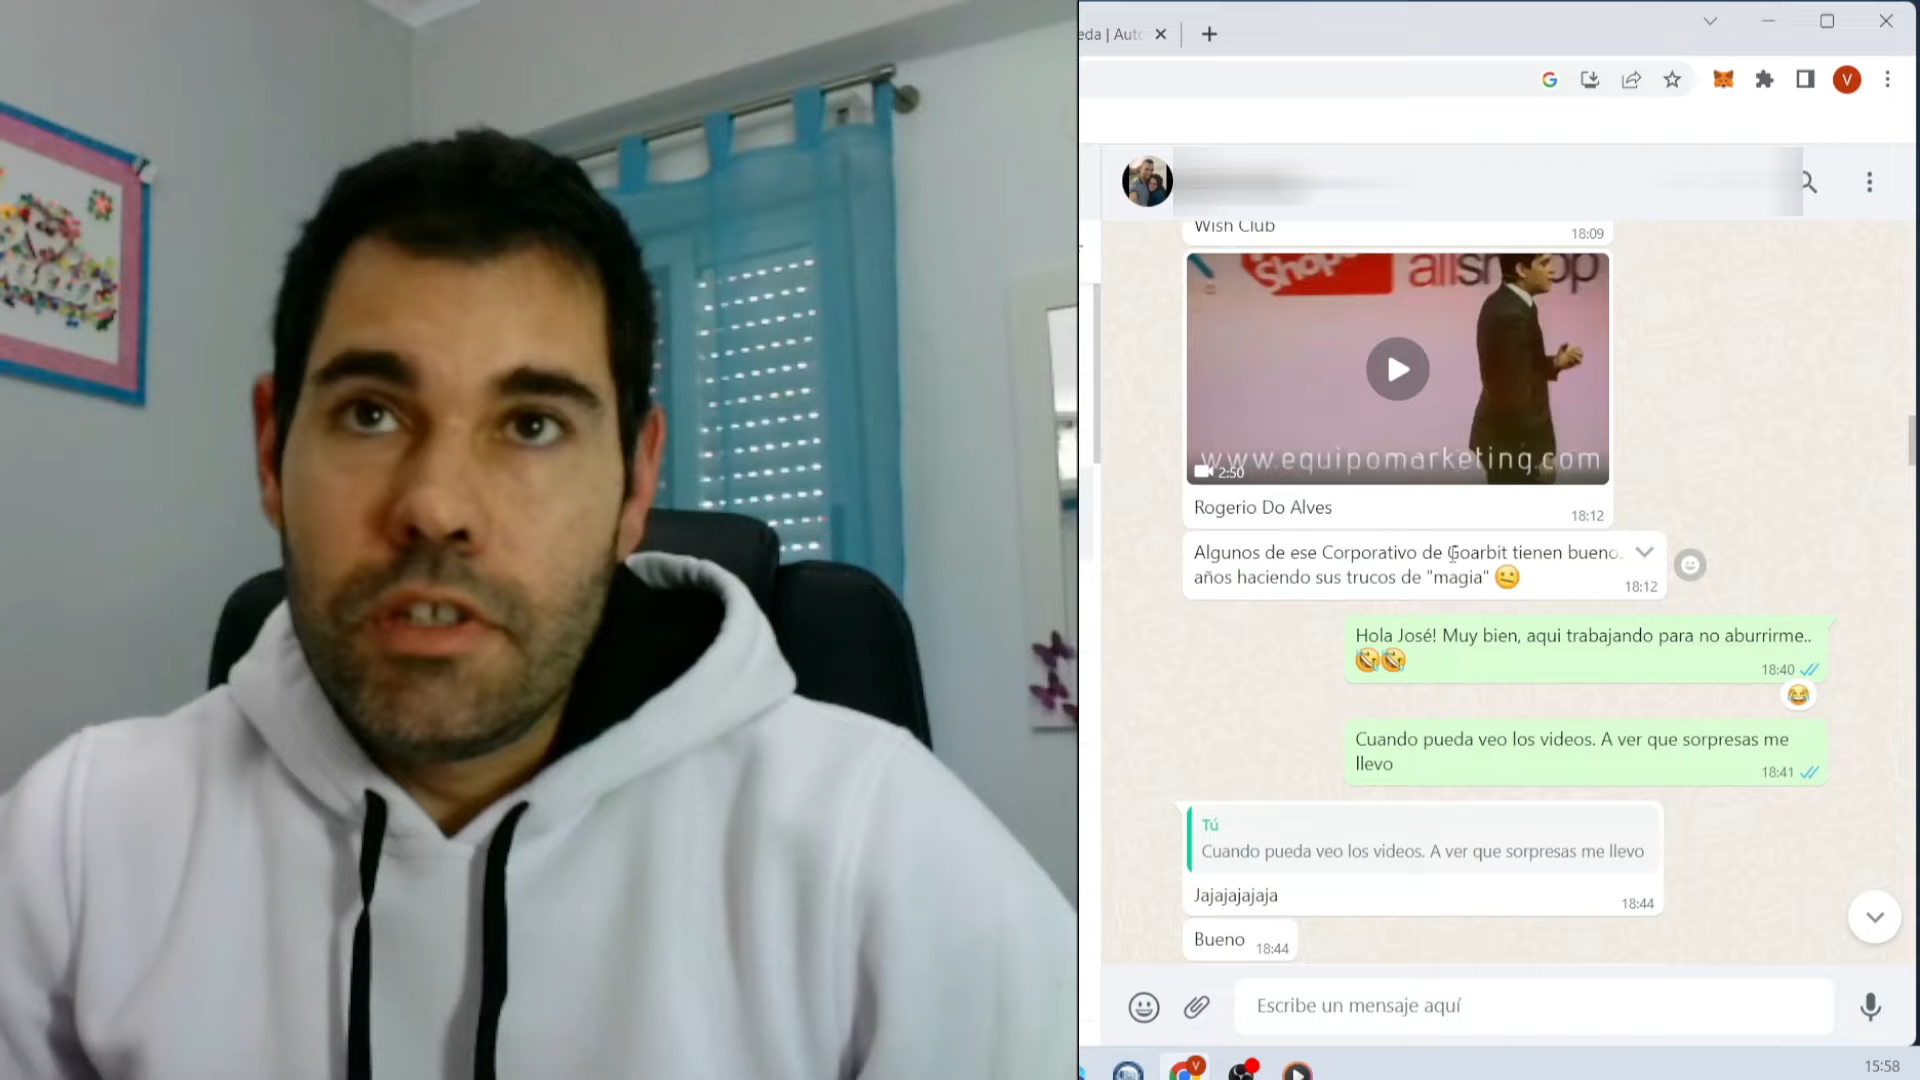 eda | Auto
V
Wish Club
18:09
Shop
allshop
www.equipomarketing.com
2:50
Rogerio Do Alves
18:12
Algunos de ese Corporativo de Goarbit tienen bueno
años haciendo sus trucos de "magia" 😐
18:12
Hola José! Muy bien, aqui trabajando para no aburrirme..
🤣🤣
18:40
😂
Cuando pueda veo los videos. A ver que sorpresas me
llevo
18:41
Tú
Cuando pueda veo los videos. A ver que sorpresas me llevo
Jajajajajaja
18:44
Bueno
18:44
Escribe un mensaje aquí
V
15:58